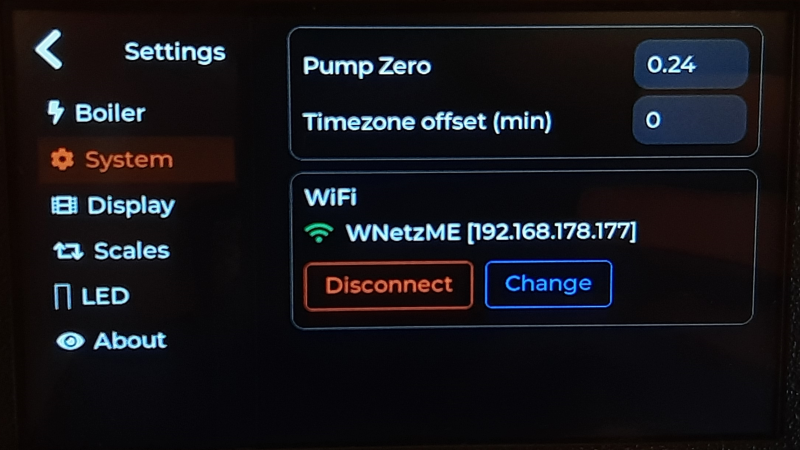 Settings
Boiler
System
Display
Scales
LED
About
Pump Zero 0.24
Timezone offset (min) 0
WiFi
WNetzME [192.168.178.177]
Disconnect Change